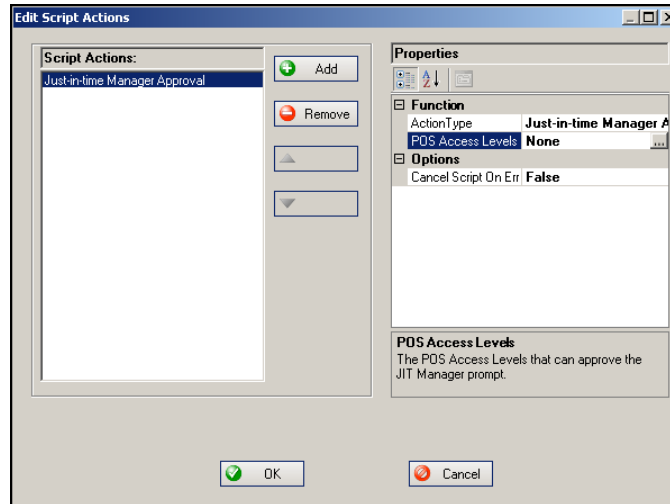 Edit Script Actions
Script Actions:
Just-in-time Manager Approval
Add
Remove
Properties
Function
ActionType Just-in-time Manager A
POS Access Levels None ...
Options
Cancel Script On Err False
POS Access Levels
The POS Access Levels that can approve the
JIT Manager prompt.
OK
Cancel